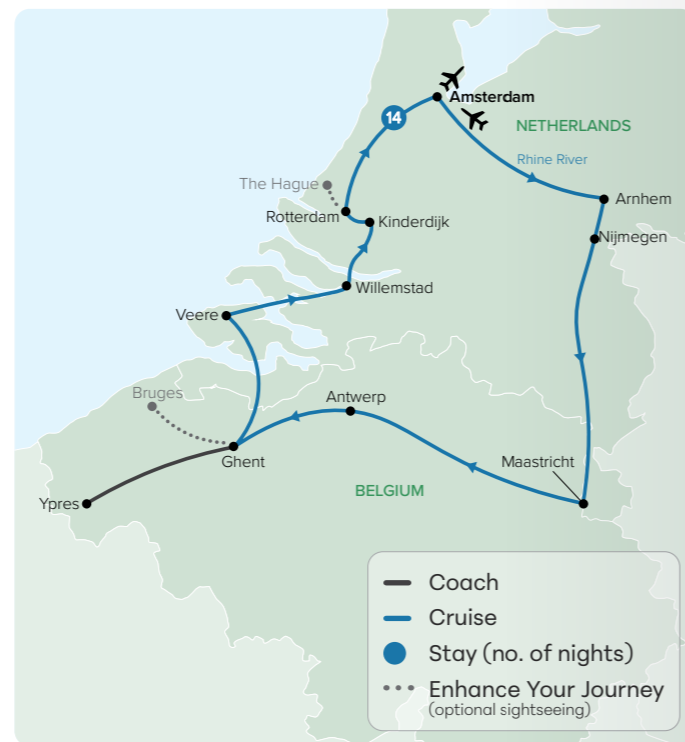 Amsterdam
14
NETHERLANDS
Rhine River
The Hague
Arnhem
Rotterdam
Kinderdijk
Nijmegen
Willemstad
Veere
Bruges
Antwerp
Ghent
Maastricht
BELGIUM
Ypres
Coach
Cruise
Stay (no. of nights)
Enhance Your Journey
(optional sightseeing)